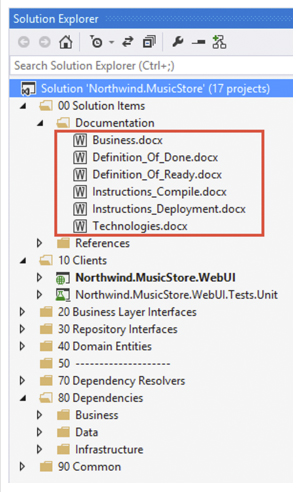 Solution Explorer
Search Solution Explorer (Ctrl+;)
Solution 'Northwind.MusicStore' (17 projects)
00 Solution Items
Documentation
Business.docx
Definition_Of_Done.docx
Definition_Of_Ready.docx
Instructions_Compile.docx
Instructions_Deployment.docx
Technologies.docx
References
10 Clients
Northwind.MusicStore.WebUI
Northwind.MusicStore.WebUI.Tests.Unit
20 Business Layer Interfaces
30 Repository Interfaces
40 Domain Entities
50 --------------------
70 Dependency Resolvers
80 Dependencies
Business
Data
Infrastructure
90 Common